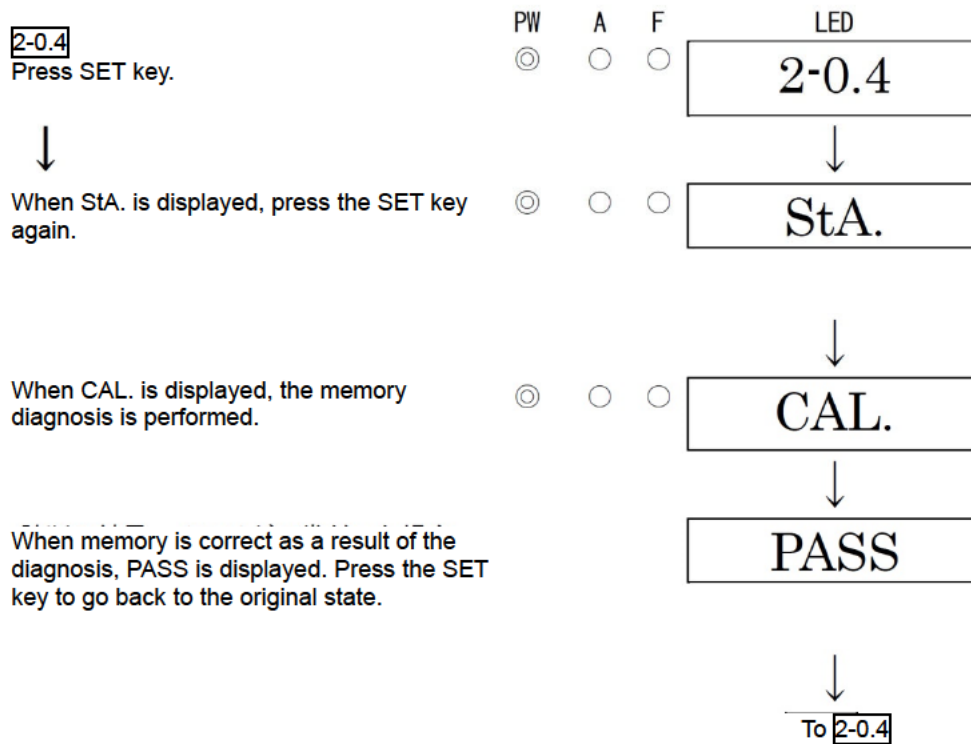 PW A F LED
2-0.4
Press SET key.
2-0.4
When StA. is displayed, press the SET key
again.
StA.
When CAL. is displayed, the memory
diagnosis is performed.
CAL.
When memory is correct as a result of the
diagnosis, PASS is displayed. Press the SET
key to go back to the original state.
PASS
To 2-0.4